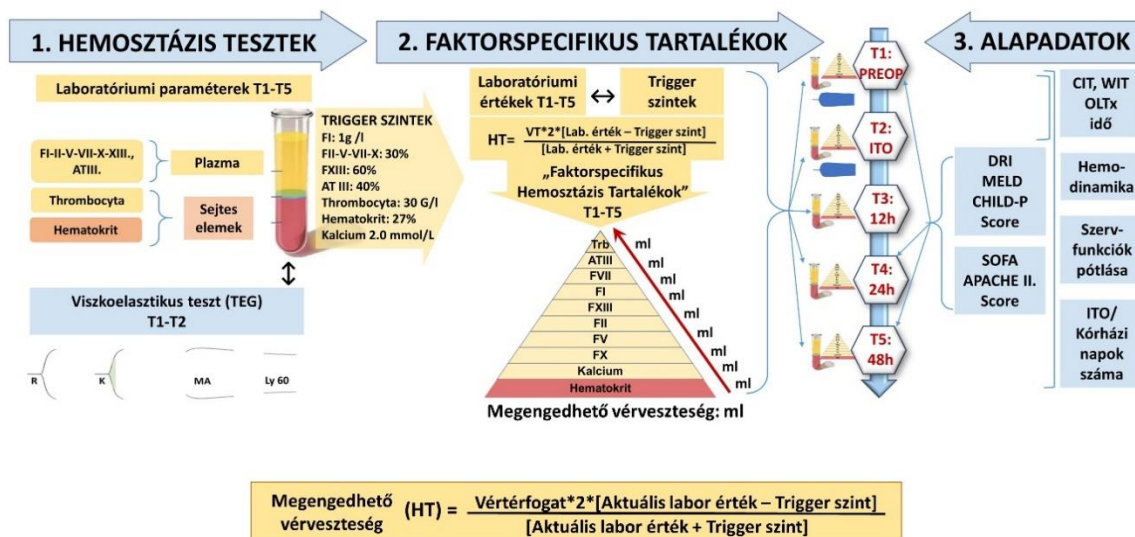 1. HEMOSZTÁZIS TESZTEK
Laboratóriumi paraméterek T1-T5
FI-II-V-VII-X-XIII.,
ATIII.
Plazma
Thrombocyta
Hematokrit
Sejtes
elemek
TRIGGER SZINTEK
FI: 1g /l
FII-V-VII-X: 30%
FXIII: 60%
AT III: 40%
Thrombocyta: 30 G/l
Hematokrit: 27%
Kalcium 2.0 mmol/L
Viszkoelasztikus teszt (TEG)
T1-T2
R
K
MA
Ly 60
2. FAKTORSPECIFIKUS TARTALÉKOK
Laboratóriumi
értékek T1-T5
↔
Trigger
szintek
HT= VT*2*[Lab. érték – Trigger szint]
[Lab. érték + Trigger szint]
„Faktorspecifikus
Hemosztázis Tartalékok”
T1-T5
Trb
ATIII
FVII
FI
FXIII
FII
FV
FX
Kalcium
Hematokrit
ml
ml
ml
ml
ml
ml
ml
ml
Megengedhető vérveszteség: ml
T1:
PREOP
T2:
ITO
T3:
12h
T4:
24h
T5:
48h
3. ALAPADATOK
CIT, WIT
OLTx
idő
DRI
MELD
CHILD-P
Score
SOFA
APACHE II.
Score
Hemo-
dinamika
Szerv-
funkciók
pótlása
ITO/
Kórházi
napok
száma
Megengedhető
vérveszteség
(HT) = Vértérfogat*2*[Aktuális labor érték – Trigger szint]
[Aktuális labor érték + Trigger szint]